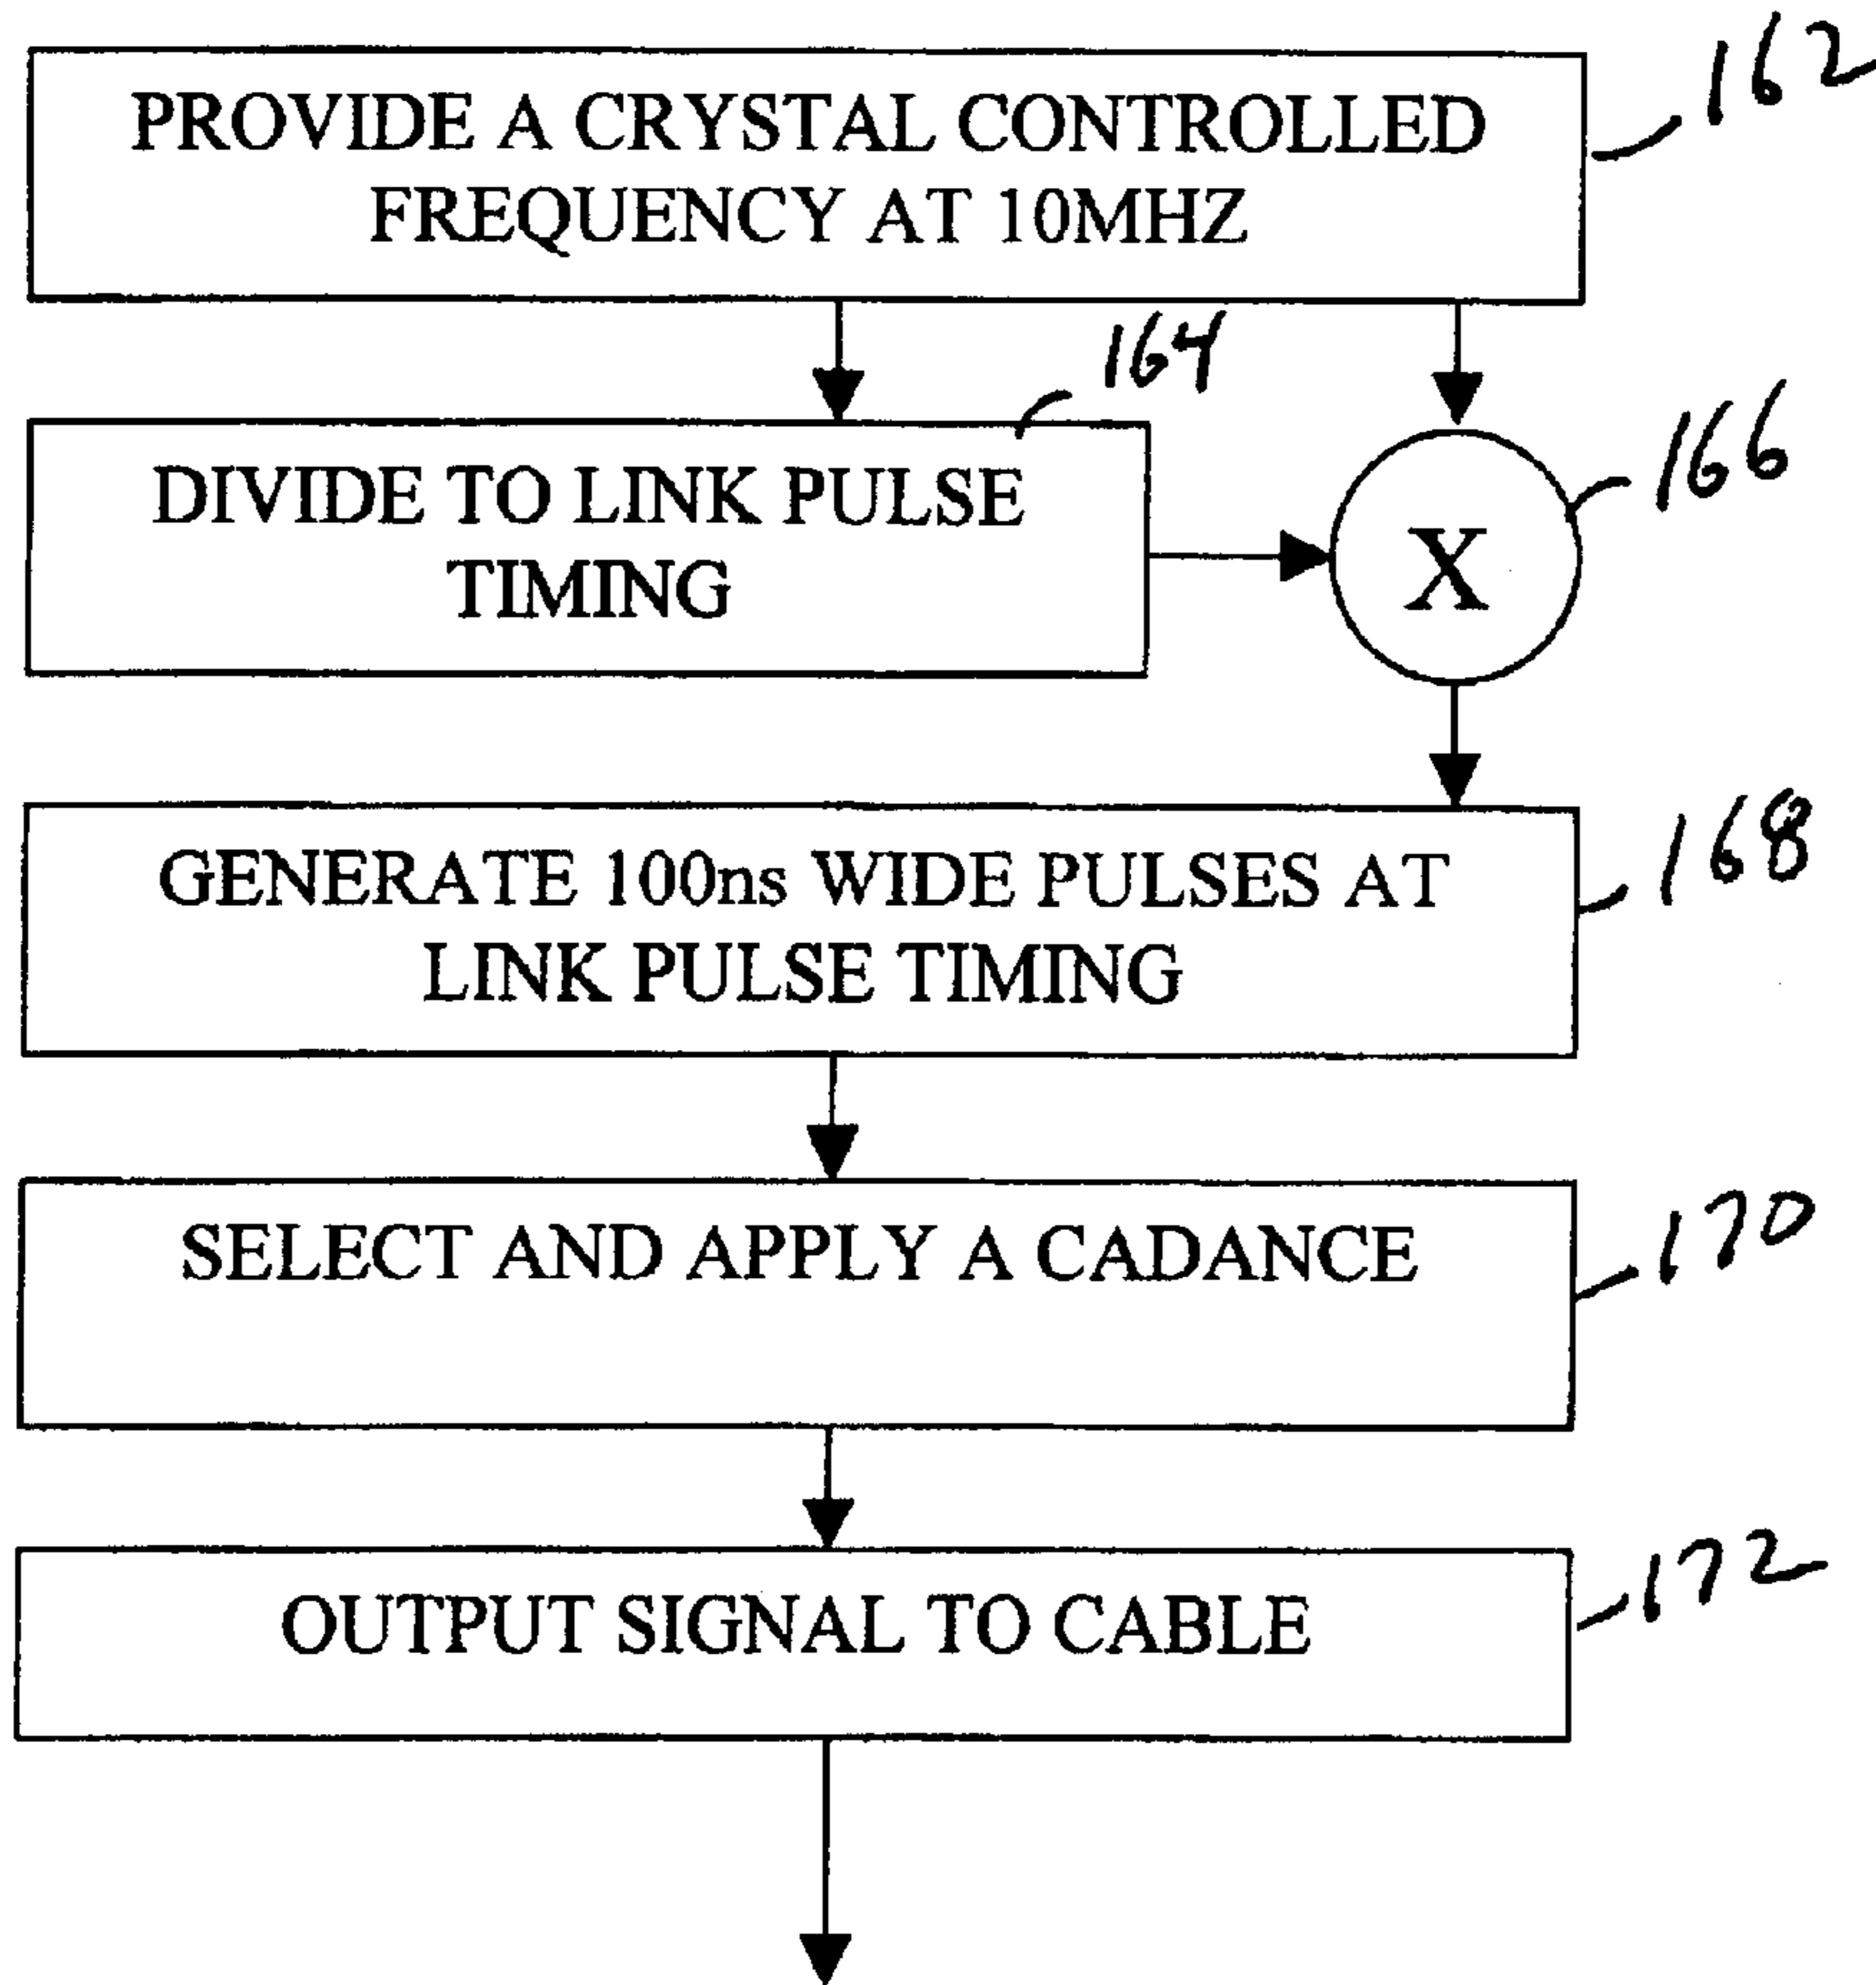 162
PROVIDE A CRYSTAL CONTROLLED
FREQUENCY AT 10MHZ
164
166
DIVIDE TO LINK PULSE
TIMING
X
168
GENERATE 100ns WIDE PULSES AT
LINK PULSE TIMING
170
SELECT AND APPLY A CADANCE
172
OUTPUT SIGNAL TO CABLE